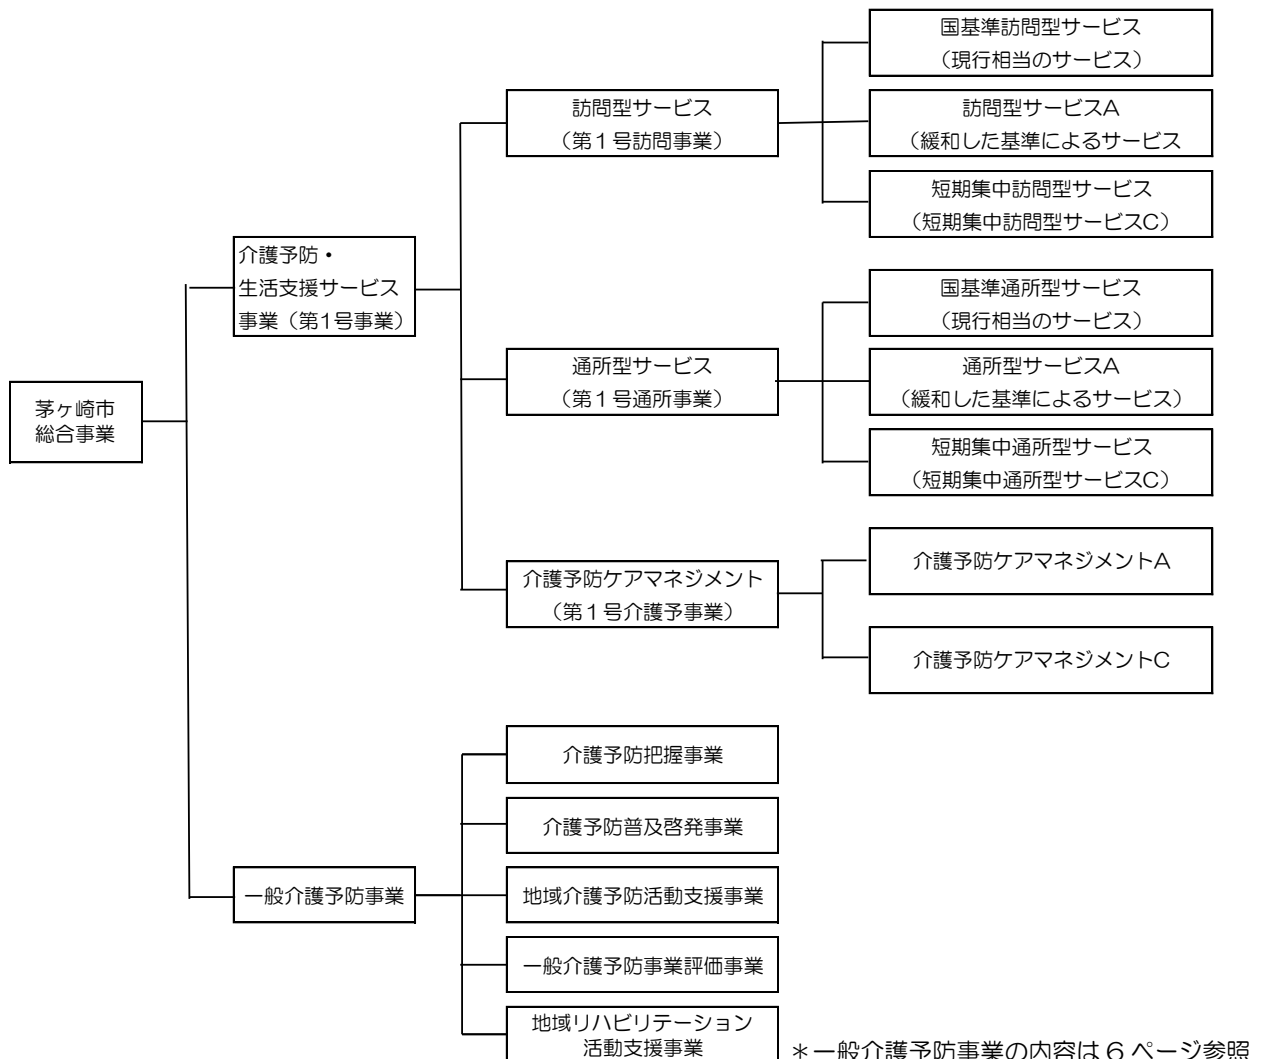 茅ヶ崎市
総合事業
介護予防・
生活支援サービス
事業（第1号事業）
訪問型サービス
（第１号訪問事業）
国基準訪問型サービス
（現行相当のサービス）
訪問型サービスA
（緩和した基準によるサービス
短期集中訪問型サービス
（短期集中訪問型サービスC）
通所型サービス
（第１号通所事業）
国基準通所型サービス
（現行相当のサービス）
通所型サービスA
（緩和した基準によるサービス）
短期集中通所型サービス
（短期集中通所型サービスC）
介護予防ケアマネジメント
（第１号介護予事業）
介護予防ケアマネジメントA
介護予防ケアマネジメントC
一般介護予防事業
介護予防把握事業
介護予防普及啓発事業
地域介護予防活動支援事業
一般介護予防事業評価事業
地域リハビリテーション
活動支援事業
＊一般介護予防事業の内容は６ページ参照